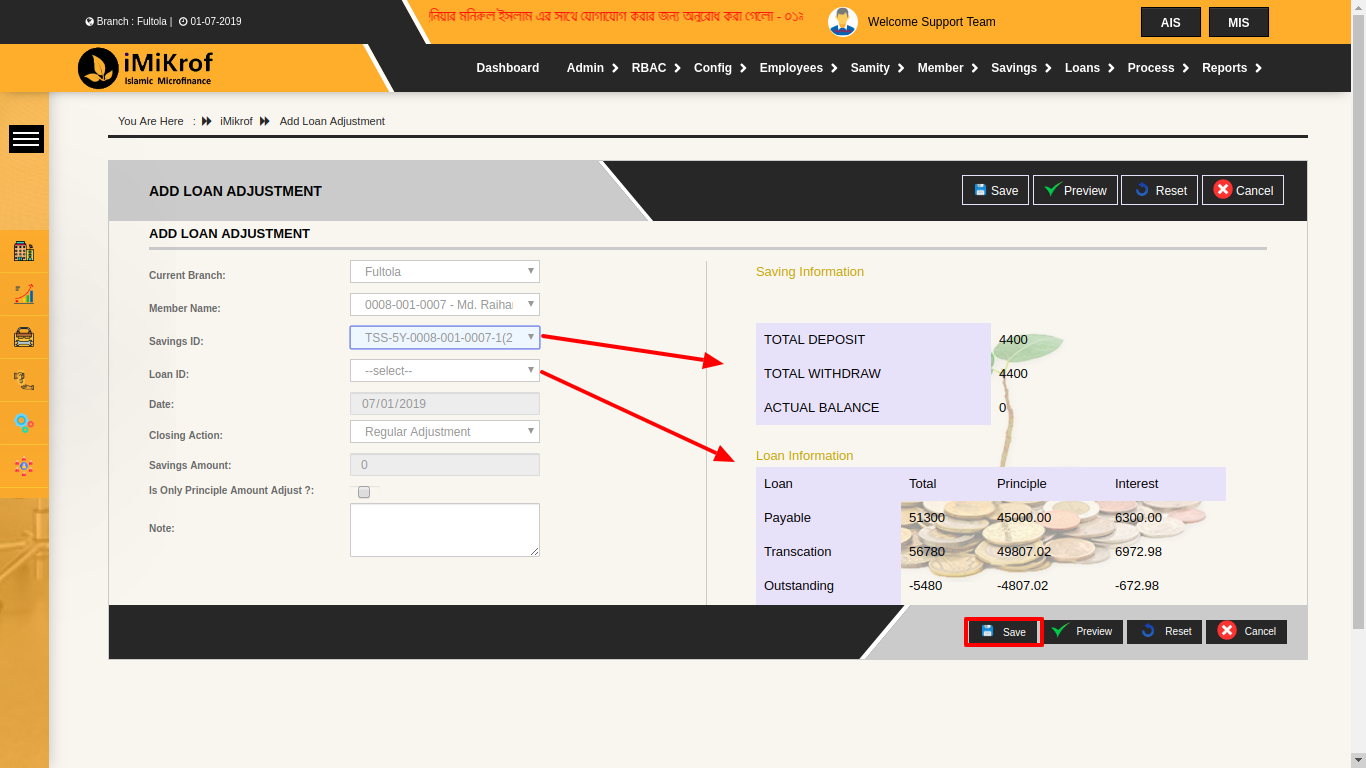 Branch : Fultola | 01-07-2019
মনিরুল ইসলাম এর সাথে যোগাযোগ করার জন্য অনুরোধ করা গেলো -
Welcome Support Team
AIS MIS
iMiKrof
Islamic Microfinance
Dashboard Admin RBAC Config Employees Samity Member Savings Loans Process Reports
You Are Here : iMikrof Add Loan Adjustment
ADD LOAN ADJUSTMENT
Save Preview Reset Cancel
ADD LOAN ADJUSTMENT
Current Branch: Fultola
Member Name: 0008-001-0007 - Md. Raiha
Savings ID: TSS-5Y-0008-001-0007-1(2
Loan ID: --select--
Date: 07/01/2019
Closing Action: Regular Adjustment
Savings Amount: 0
Is Only Principle Amount Adjust ?:
Note:
Saving Information
TOTAL DEPOSIT 4400
TOTAL WITHDRAW 4400
ACTUAL BALANCE 0
Loan Information
Loan Total Principle Interest
Payable 51300 45000.00 6300.00
Transcation 56780 49807.02 6972.98
Outstanding -5480 -4807.02 -672.98
Save Preview Reset Cancel